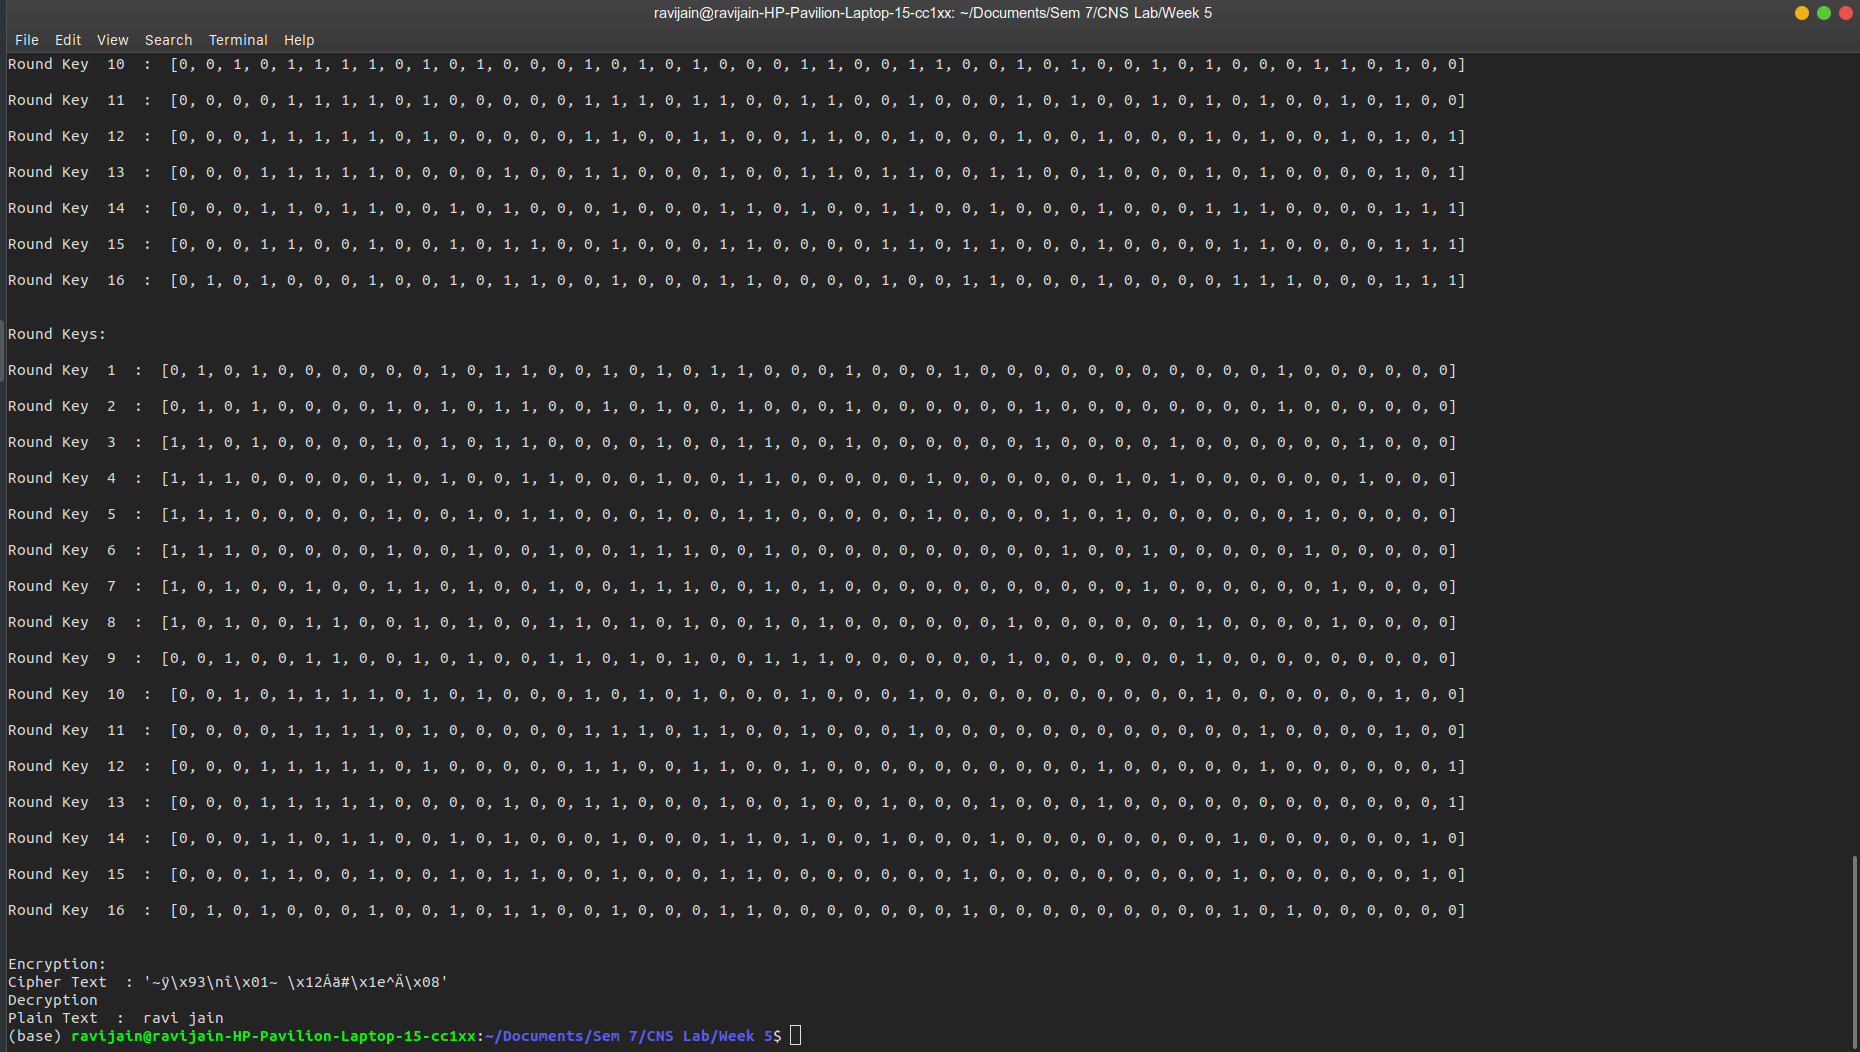 ravijain@ravijain-HP-Pavilion-Laptop-15-cc1xx: ~/Documents/Sem 7/CNS Lab/Week 5
File Edit View Search Terminal Help
Round Key  10  :  [0, 0, 1, 0, 1, 1, 1, 1, 0, 1, 0, 1, 0, 0, 0, 1, 0, 1, 0, 1, 0, 0, 0, 1, 1, 0, 0, 1, 1, 0, 0, 1, 0, 1, 0, 0, 1, 0, 1, 0, 0, 0, 1, 1, 0, 1, 0, 0]
Round Key  11  :  [0, 0, 0, 0, 1, 1, 1, 1, 0, 1, 0, 0, 0, 0, 0, 1, 1, 1, 0, 1, 1, 0, 0, 1, 1, 0, 0, 1, 0, 0, 0, 1, 0, 1, 0, 0, 1, 0, 1, 0, 1, 0, 0, 1, 0, 1, 0, 0]
Round Key  12  :  [0, 0, 0, 1, 1, 1, 1, 1, 0, 1, 0, 0, 0, 0, 0, 1, 1, 0, 0, 1, 1, 0, 0, 1, 1, 0, 0, 1, 0, 0, 0, 1, 0, 0, 1, 0, 0, 0, 1, 0, 1, 0, 0, 1, 0, 1, 0, 1]
Round Key  13  :  [0, 0, 0, 1, 1, 1, 1, 1, 0, 0, 0, 0, 1, 0, 0, 1, 1, 0, 0, 0, 1, 0, 0, 1, 1, 0, 1, 1, 0, 0, 1, 1, 0, 0, 1, 0, 0, 0, 1, 0, 1, 0, 0, 0, 0, 1, 0, 1]
Round Key  14  :  [0, 0, 0, 1, 1, 0, 1, 1, 0, 0, 1, 0, 1, 0, 0, 0, 1, 0, 0, 0, 1, 1, 0, 1, 0, 0, 1, 1, 0, 0, 1, 0, 0, 0, 1, 0, 0, 0, 1, 1, 1, 0, 0, 0, 0, 1, 1, 1]
Round Key  15  :  [0, 0, 0, 1, 1, 0, 0, 1, 0, 0, 1, 0, 1, 1, 0, 0, 1, 0, 0, 0, 1, 1, 0, 0, 0, 0, 1, 1, 0, 1, 1, 0, 0, 0, 1, 0, 0, 0, 0, 1, 1, 0, 0, 0, 0, 1, 1, 1]
Round Key  16  :  [0, 1, 0, 1, 0, 0, 0, 1, 0, 0, 1, 0, 1, 1, 0, 0, 1, 0, 0, 0, 1, 1, 0, 0, 0, 0, 1, 0, 0, 1, 1, 0, 0, 0, 1, 0, 0, 0, 0, 1, 1, 1, 0, 0, 0, 1, 1, 1]
Round Keys:
Round Key  1  :  [0, 1, 0, 1, 0, 0, 0, 0, 0, 0, 1, 0, 1, 1, 0, 0, 1, 0, 1, 0, 1, 1, 0, 0, 0, 1, 0, 0, 0, 1, 0, 0, 0, 0, 0, 0, 0, 0, 0, 0, 0, 1, 0, 0, 0, 0, 0, 0]
Round Key  2  :  [0, 1, 0, 1, 0, 0, 0, 0, 1, 0, 1, 0, 1, 1, 0, 0, 1, 0, 1, 0, 0, 1, 0, 0, 0, 1, 0, 0, 0, 0, 0, 0, 1, 0, 0, 0, 0, 0, 0, 0, 0, 1, 0, 0, 0, 0, 0, 0]
Round Key  3  :  [1, 1, 0, 1, 0, 0, 0, 0, 1, 0, 1, 0, 1, 1, 0, 0, 0, 0, 1, 0, 0, 1, 1, 0, 0, 1, 0, 0, 0, 0, 0, 0, 1, 0, 0, 0, 0, 1, 0, 0, 0, 0, 0, 0, 1, 0, 0, 0]
Round Key  4  :  [1, 1, 1, 0, 0, 0, 0, 0, 1, 0, 1, 0, 0, 1, 1, 0, 0, 0, 1, 0, 0, 1, 1, 0, 0, 0, 0, 0, 1, 0, 0, 0, 0, 0, 0, 1, 0, 1, 0, 0, 0, 0, 0, 0, 1, 0, 0, 0]
Round Key  5  :  [1, 1, 1, 0, 0, 0, 0, 0, 1, 0, 0, 1, 0, 1, 1, 0, 0, 0, 1, 0, 0, 1, 1, 0, 0, 0, 0, 0, 1, 0, 0, 0, 0, 1, 0, 1, 0, 0, 0, 0, 0, 0, 1, 0, 0, 0, 0, 0]
Round Key  6  :  [1, 1, 1, 0, 0, 0, 0, 0, 1, 0, 0, 1, 0, 0, 1, 0, 0, 1, 1, 1, 0, 0, 1, 0, 0, 0, 0, 0, 0, 0, 0, 0, 0, 1, 0, 0, 1, 0, 0, 0, 0, 0, 1, 0, 0, 0, 0, 0]
Round Key  7  :  [1, 0, 1, 0, 0, 1, 0, 0, 1, 1, 0, 1, 0, 0, 1, 0, 0, 1, 1, 1, 0, 0, 1, 0, 1, 0, 0, 0, 0, 0, 0, 0, 0, 0, 0, 0, 1, 0, 0, 0, 0, 0, 0, 1, 0, 0, 0, 0]
Round Key  8  :  [1, 0, 1, 0, 0, 1, 1, 0, 0, 1, 0, 1, 0, 0, 1, 1, 0, 1, 0, 1, 0, 0, 1, 0, 1, 0, 0, 0, 0, 0, 0, 1, 0, 0, 0, 0, 0, 0, 1, 0, 0, 0, 0, 1, 0, 0, 0, 0]
Round Key  9  :  [0, 0, 1, 0, 0, 1, 1, 0, 0, 1, 0, 1, 0, 0, 1, 1, 0, 1, 0, 1, 0, 0, 1, 1, 1, 0, 0, 0, 0, 0, 0, 1, 0, 0, 0, 0, 0, 0, 1, 0, 0, 0, 0, 0, 0, 0, 0, 0]
Round Key  10  :  [0, 0, 1, 0, 1, 1, 1, 1, 0, 1, 0, 1, 0, 0, 0, 1, 0, 1, 0, 1, 0, 0, 0, 1, 0, 0, 0, 1, 0, 0, 0, 0, 0, 0, 0, 0, 0, 0, 1, 0, 0, 0, 0, 0, 0, 1, 0, 0]
Round Key  11  :  [0, 0, 0, 0, 1, 1, 1, 1, 0, 1, 0, 0, 0, 0, 0, 1, 1, 1, 0, 1, 1, 0, 0, 1, 0, 0, 0, 1, 0, 0, 0, 0, 0, 0, 0, 0, 0, 0, 0, 0, 1, 0, 0, 0, 0, 1, 0, 0]
Round Key  12  :  [0, 0, 0, 1, 1, 1, 1, 1, 0, 1, 0, 0, 0, 0, 0, 1, 1, 0, 0, 1, 1, 0, 0, 1, 0, 0, 0, 0, 0, 0, 0, 0, 0, 0, 1, 0, 0, 0, 0, 0, 1, 0, 0, 0, 0, 0, 0, 1]
Round Key  13  :  [0, 0, 0, 1, 1, 1, 1, 1, 0, 0, 0, 0, 1, 0, 0, 1, 1, 0, 0, 0, 1, 0, 0, 1, 0, 0, 1, 0, 0, 0, 1, 0, 0, 0, 1, 0, 0, 0, 0, 0, 0, 0, 0, 0, 0, 0, 0, 1]
Round Key  14  :  [0, 0, 0, 1, 1, 0, 1, 1, 0, 0, 1, 0, 1, 0, 0, 0, 1, 0, 0, 0, 1, 1, 0, 1, 0, 0, 1, 0, 0, 0, 1, 0, 0, 0, 0, 0, 0, 0, 0, 1, 0, 0, 0, 0, 0, 0, 1, 0]
Round Key  15  :  [0, 0, 0, 1, 1, 0, 0, 1, 0, 0, 1, 0, 1, 1, 0, 0, 1, 0, 0, 0, 1, 1, 0, 0, 0, 0, 0, 0, 0, 1, 0, 0, 0, 0, 0, 0, 0, 0, 0, 1, 0, 0, 0, 0, 0, 0, 1, 0]
Round Key  16  :  [0, 1, 0, 1, 0, 0, 0, 1, 0, 0, 1, 0, 1, 1, 0, 0, 1, 0, 0, 0, 1, 1, 0, 0, 0, 0, 0, 0, 0, 1, 0, 0, 0, 0, 0, 0, 0, 0, 0, 1, 0, 1, 0, 0, 0, 0, 0, 0]
Encryption:
Cipher Text  : '~ÿ\x93\nî\x01~ \x12Áä#\x1e^Ä\x08'
Decryption
Plain Text  :  ravi jain
(base) ravijain@ravijain-HP-Pavilion-Laptop-15-cc1xx:~/Documents/Sem 7/CNS Lab/Week 5$